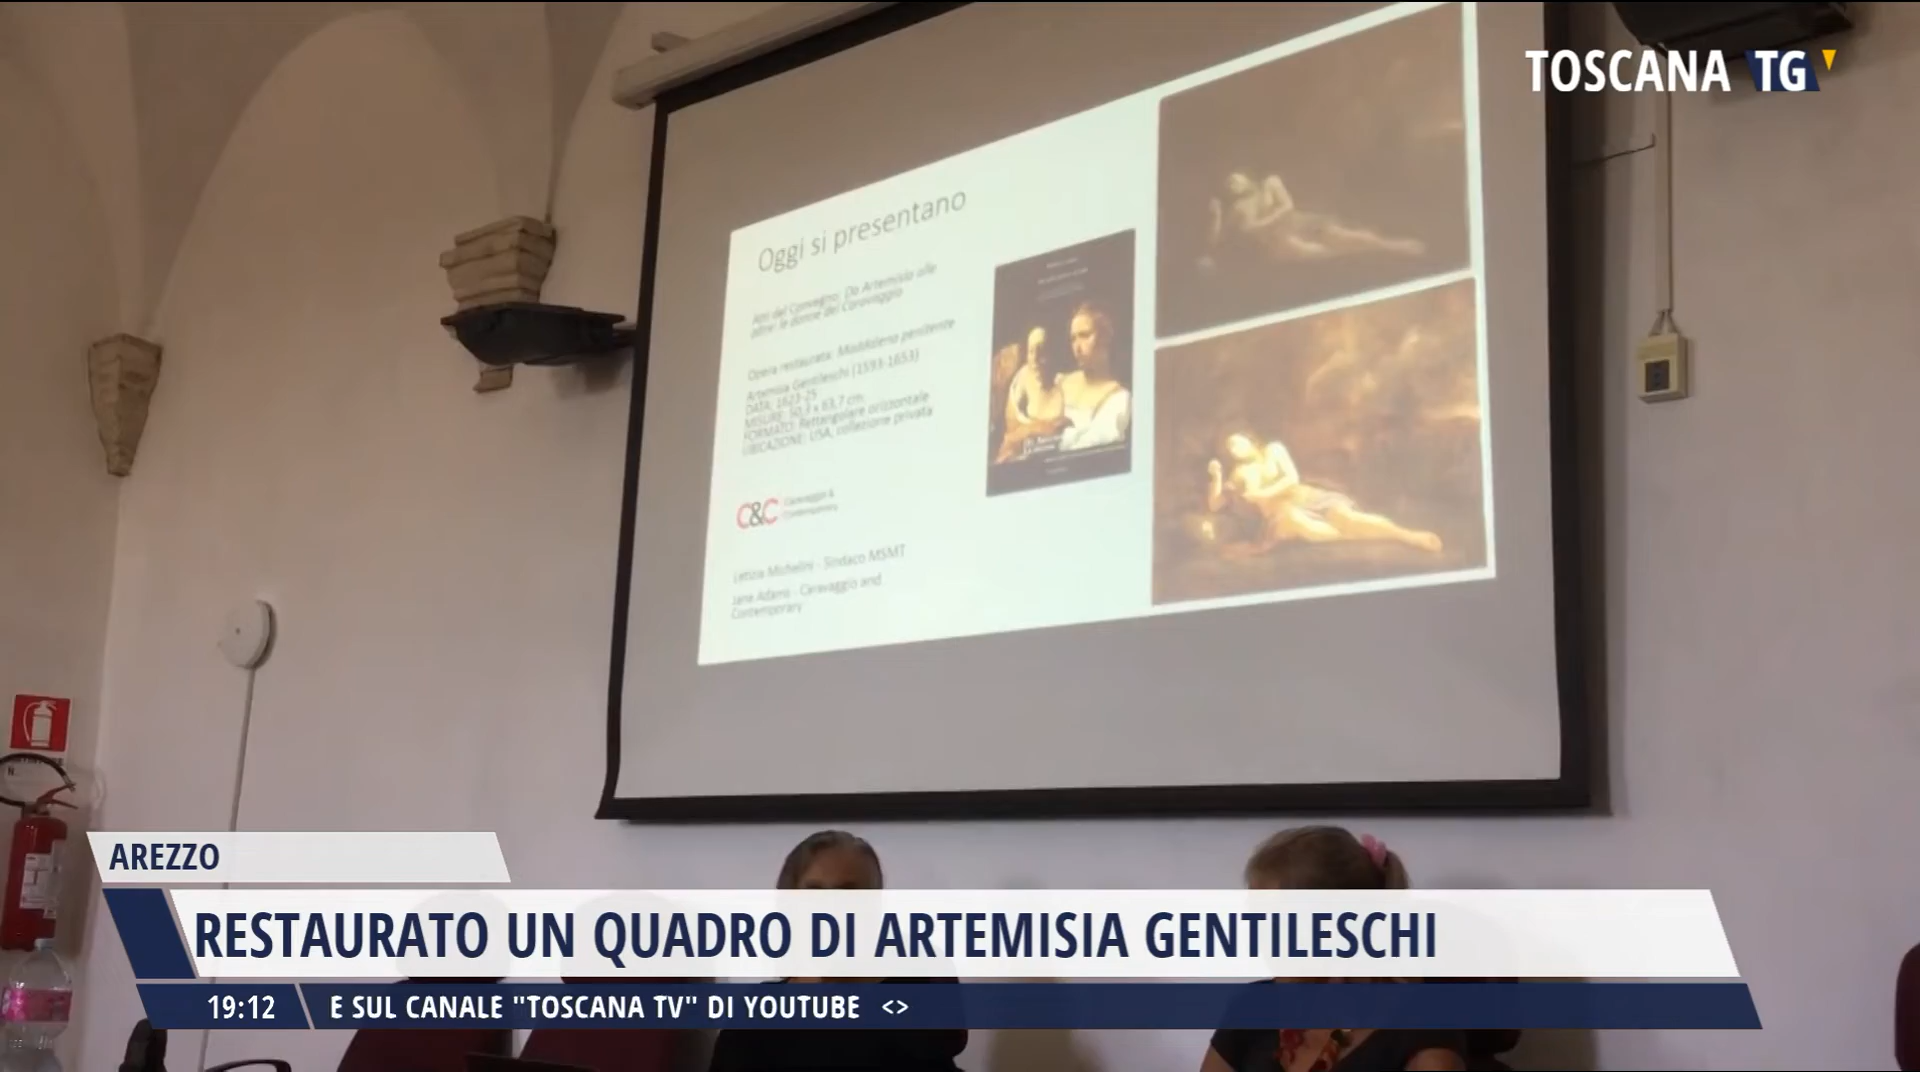 TOSCANA TG
Oggi si presentano
Atti del Convegno: Da Artemisia alle
altre: le donne del Caravaggio
Opera restaurata: Maddalena penitente
Artemisia Gentileschi (1593-1653)
DATA: 1623-25
MISURE: 50,3 x 63,7 cm
FORMATO: Rettangolare orizzontale
UBICAZIONE: USA, collezione privata
C&C Caravaggio &
Contemporary
Letizia Michelini - Sindaco MSMT
Jane Adams - Caravaggio and
Contemporary
AREZZO
RESTAURATO UN QUADRO DI ARTEMISIA GENTILESCHI
19:12 E SUL CANALE "TOSCANA TV" DI YOUTUBE <>